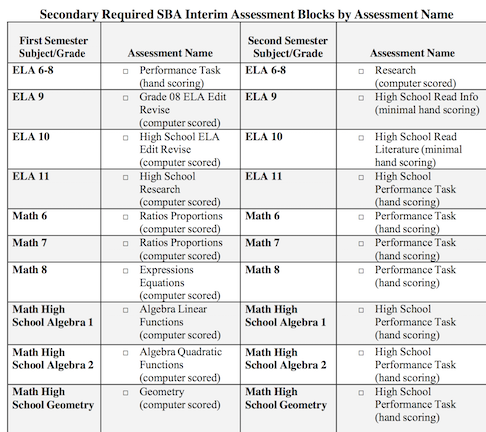 Secondary Required SBA Interim Assessment Blocks by Assessment Name
First Semester Subject/Grade
Assessment Name
Second Semester Subject/Grade
Assessment Name
ELA 6-8
□ Performance Task
(hand scoring)
ELA 6-8
□ Research
(computer scored)
ELA 9
□ Grade 08 ELA Edit
Revise
(computer scored)
ELA 9
□ High School Read Info
(minimal hand scoring)
ELA 10
□ High School ELA
Edit Revise
(computer scored)
ELA 10
□ High School Read
Literature (minimal
hand scoring)
ELA 11
□ High School
Research
(computer scored)
ELA 11
□ High School
Performance Task
(hand scoring)
Math 6
□ Ratios Proportions
(computer scored)
Math 6
□ Performance Task
(hand scoring)
Math 7
□ Ratios Proportions
(computer scored)
Math 7
□ Performance Task
(hand scoring)
Math 8
□ Expressions
Equations
(computer scored)
Math 8
□ Performance Task
(hand scoring)
Math High
School Algebra 1
□ Algebra Linear
Functions
(computer scored)
Math High
School Algebra 1
□ High School
Performance Task
(hand scoring)
Math High
School Algebra 2
□ Algebra Quadratic
Functions
(computer scored)
Math High
School Algebra 2
□ High School
Performance Task
(hand scoring)
Math High
School Geometry
□ Geometry
(computer scored)
Math High
School Geometry
□ High School
Performance Task
(hand scoring)